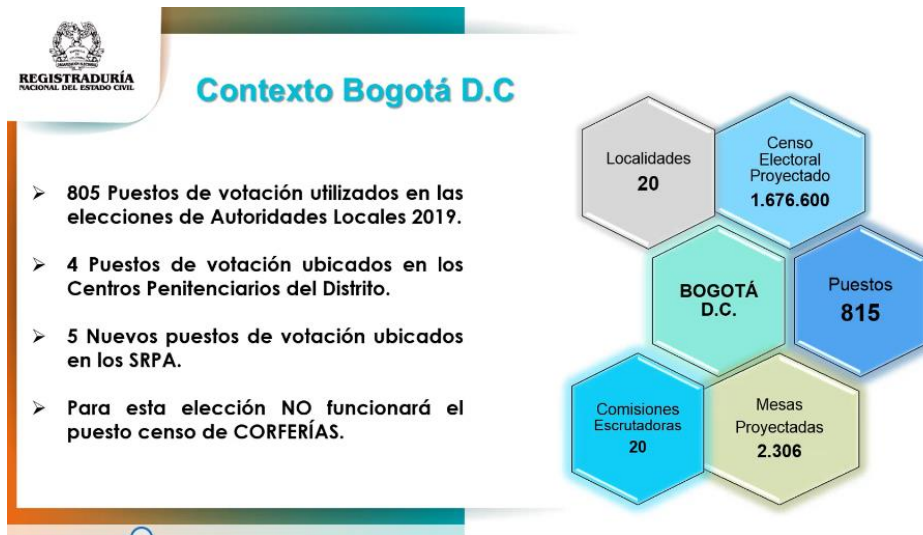 REGISTRADURÍA
NACIONAL DEL ESTADO CIVIL
Contexto Bogotá D.C
➢ 805 Puestos de votación utilizados en las
elecciones de Autoridades Locales 2019.
➢ 4 Puestos de votación ubicados en los
Centros Penitenciarios del Distrito.
➢ 5 Nuevos puestos de votación ubicados
en los SRPA.
➢ Para esta elección NO funcionará el
puesto censo de CORFERÍAS.
Localidades
20
Censo
Electoral
Proyectado
1.676.600
BOGOTÁ
D.C.
Puestos
815
Comisiones
Escrutadoras
20
Mesas
Proyectadas
2.306